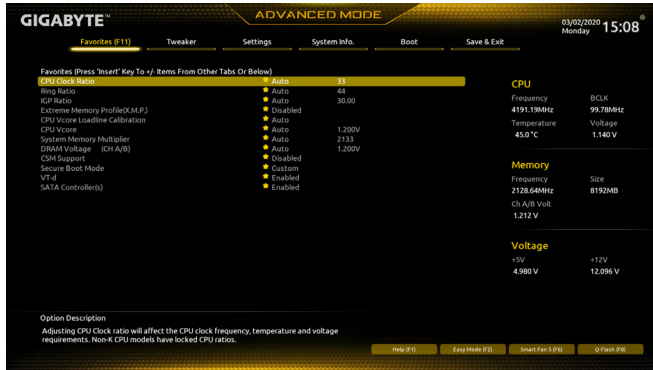 GIGABYTE™
ADVANCED MODE
03/02/2020
Monday
15:08
Favorites (F11) Tweaker Settings System Info. Boot Save & Exit
Favorites (Press 'Insert' Key To +/- Items From Other Tabs Or Below)
CPU Clock Ratio Auto 33
Ring Ratio Auto 44
IGP Ratio Auto 30.00
Extreme Memory Profile(X.M.P.) Disabled
CPU Vcore Loadline Calibration Auto
CPU Vcore Auto 1.200V
System Memory Multiplier Auto 2133
DRAM Voltage (CH A/B) Auto 1.200V
CSM Support Disabled
Secure Boot Mode Custom
VT-d Enabled
SATA Controller(s) Enabled
CPU
Frequency BCLK
4191.19MHz 99.78MHz
Temperature Voltage
45.0 °C 1.140 V
Memory
Frequency Size
2128.64MHz 8192MB
Ch A/B Volt
1.212 V
Voltage
+5V +12V
4.980 V 12.096 V
Option Description
Adjusting CPU Clock ratio will affect the CPU clock frequency, temperature and voltage
requirements. Non-K CPU models have locked CPU ratios.
Help (F1) Easy Mode (F2) Smart Fan 5 (F6) Q-Flash (F8)